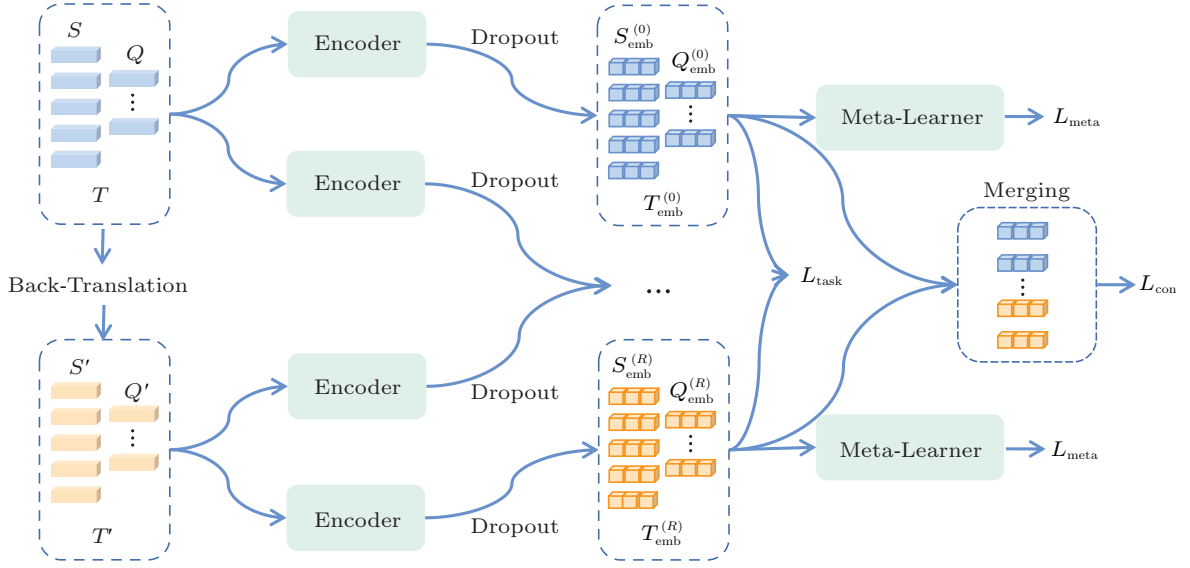 S
Q
⋮
T
Back-Translation
S′
Q′
⋮
T′
Encoder
Dropout
Encoder
Dropout
Encoder
Dropout
Encoder
Dropout
S_emb^(0)
Q_emb^(0)
⋮
T_emb^(0)
...
S_emb^(R)
Q_emb^(R)
⋮
T_emb^(R)
Meta-Learner
L_meta
L_task
Merging
⋮
L_con
Meta-Learner
L_meta